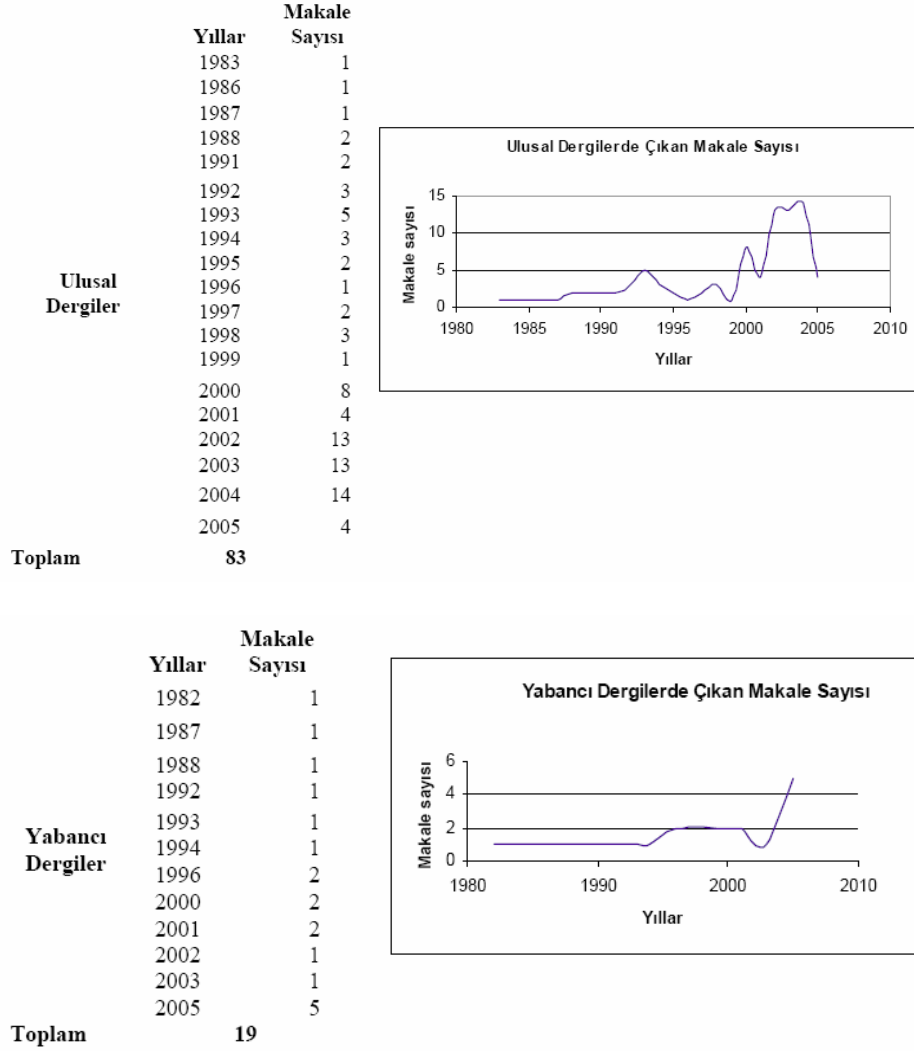 Yıllar Makale Sayısı
1983 1
1986 1
1987 1
1988 2
1991 2
1992 3
1993 5
1994 3
1995 2
Ulusal Dergiler
1996 1
1997 2
1998 3
1999 1
2000 8
2001 4
2002 13
2003 13
2004 14
2005 4
Toplam 83
Ulusal Dergilerde Çıkan Makale Sayısı
Makale sayısı
15
10
5
0
1980 1985 1990 1995 2000 2005 2010
Yıllar
Yıllar Makale Sayısı
1982 1
1987 1
1988 1
1992 1
1993 1
Yabancı Dergiler
1994 1
1996 2
2000 2
2001 2
2002 1
2003 1
2005 5
Toplam 19
Yabancı Dergilerde Çıkan Makale Sayısı
Makale sayısı
6
4
2
0
1980 1990 2000 2010
Yıllar